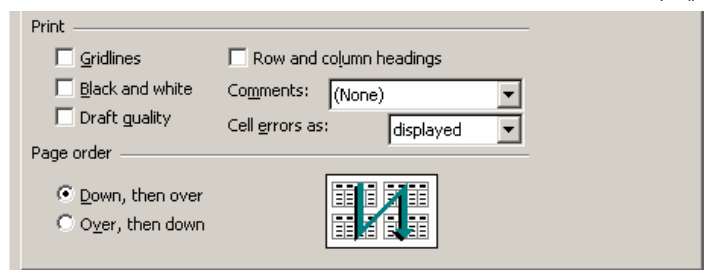 Print
Gridlines
Row and column headings
Black and white
Comments: (None)
Draft quality
Cell errors as: displayed
Page order
Down, then over
Over, then down